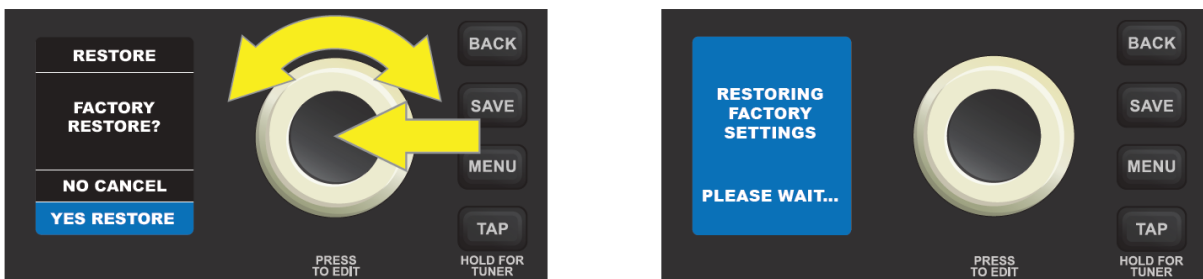 RESTORE
FACTORY
RESTORE?
NO CANCEL
YES RESTORE
PRESS
TO EDIT
BACK
SAVE
MENU
TAP
HOLD FOR
TUNER
RESTORING
FACTORY
SETTINGS
PLEASE WAIT...
PRESS
TO EDIT
BACK
SAVE
MENU
TAP
HOLD FOR
TUNER